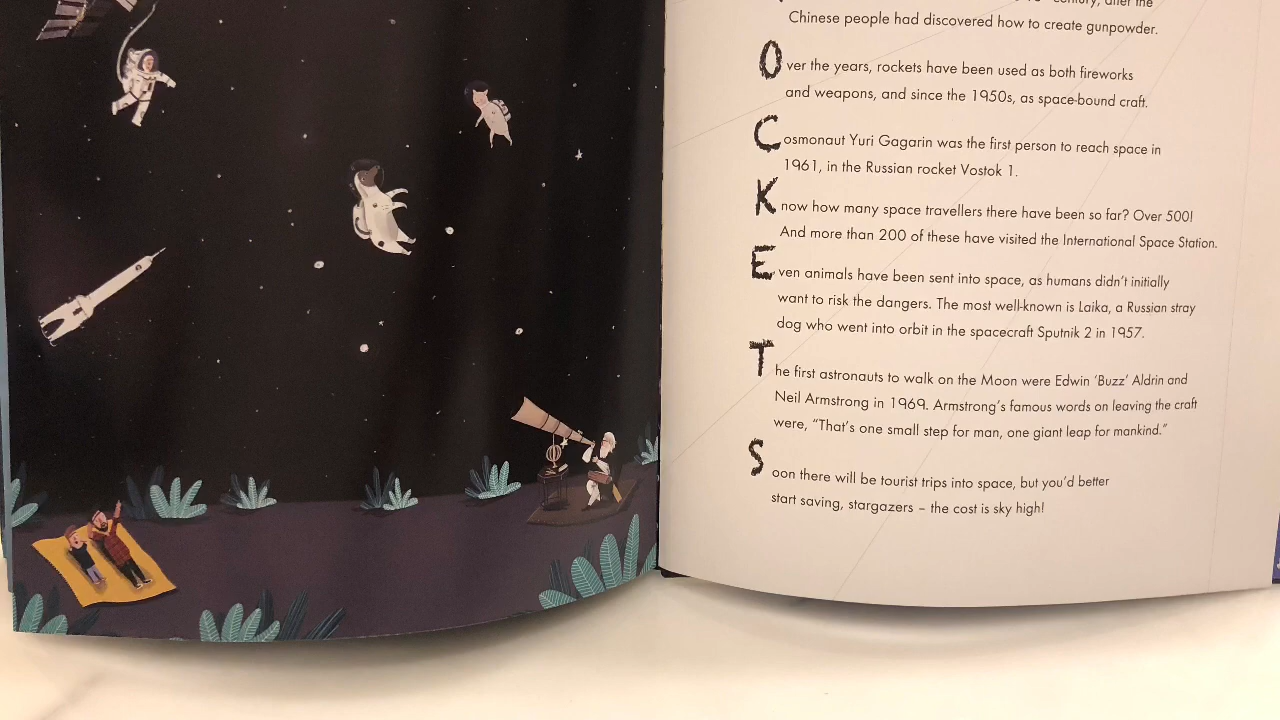 century, after the
Chinese people had discovered how to create gunpowder.
Over the years, rockets have been used as both fireworks
and weapons, and since the 1950s, as space-bound craft.
Cosmonaut Yuri Gagarin was the first person to reach space in
1961, in the Russian rocket Vostok 1.
Know how many space travellers there have been so far? Over 500!
And more than 200 of these have visited the International Space Station.
Even animals have been sent into space, as humans didn't initially
want to risk the dangers. The most well-known is Laika, a Russian stray
dog who went into orbit in the spacecraft Sputnik 2 in 1957.
The first astronauts to walk on the Moon were Edwin ‘Buzz’ Aldrin and
Neil Armstrong in 1969. Armstrong's famous words on leaving the craft
were, “That's one small step for man, one giant leap for mankind.”
Soon there will be tourist trips into space, but you'd better
start saving, stargazers – the cost is sky high!